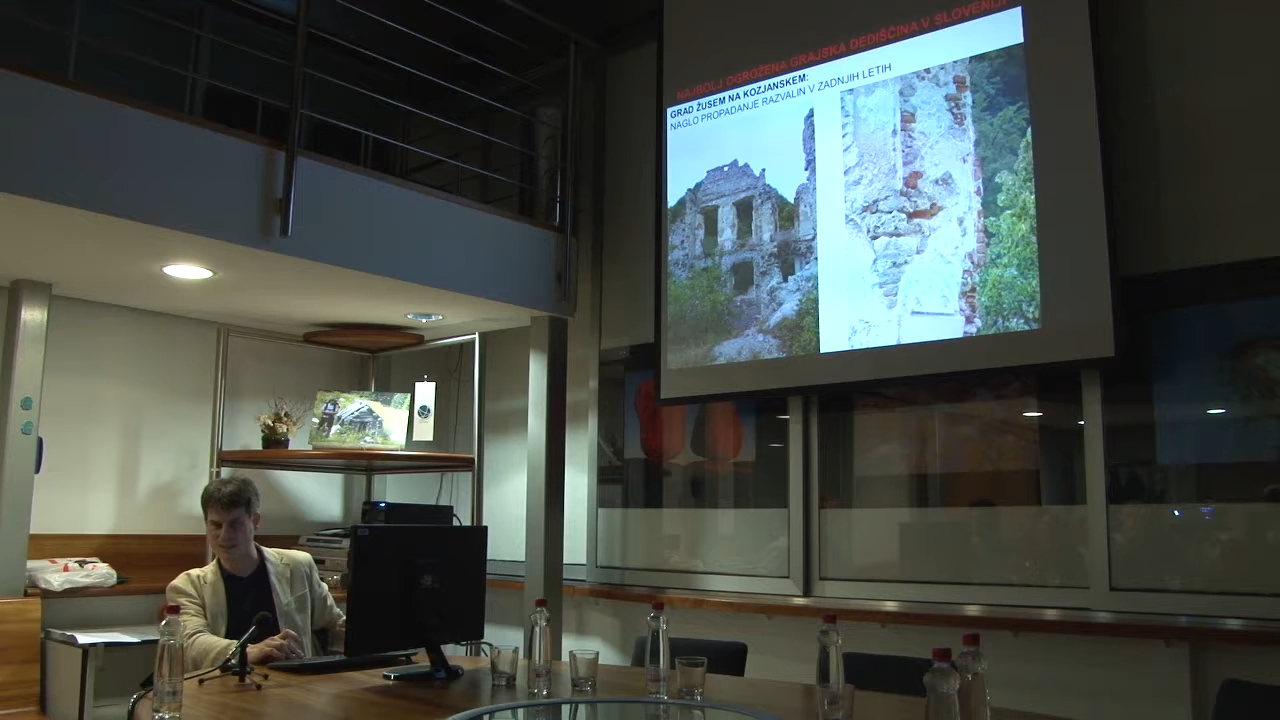 NAJBOLJ OGROŽENA GRAJSKA DEDIŠČINA V SLOVENIJI
GRAD ŽUSEM NA KOZJANSKEM:
NAGLO PROPADANJE RAZVALIN V ZADNJIH LETIH